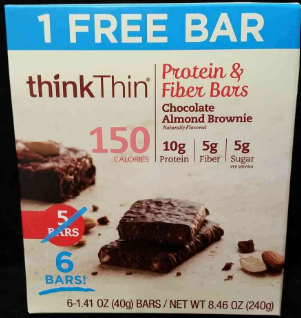 1 FREE BAR
thinkThin®
Protein &
Fiber Bars
Chocolate
Almond Brownie
Naturally Flavored
150
CALORIES
10g
Protein
5g
Fiber
5g
Sugar
PER SERVING
5
BARS
6
BARS!
6-1.41 OZ (40g) BARS / NET WT 8.46 OZ (240g)